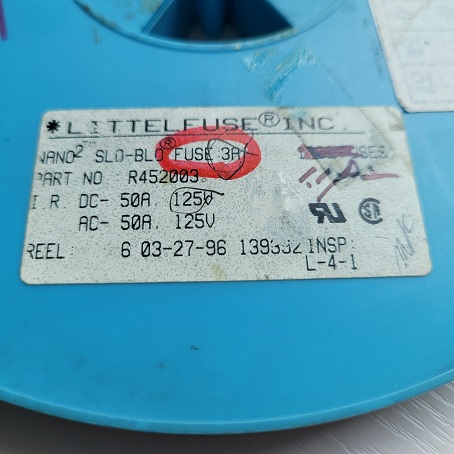 *LITTELFUSE® INC.
NANO²™ SLO-BLO® FUSE 3A
PART NO R452003
I R DC- 50A, 125V
AC- 50A, 125V
REEL: 6 03-27-96 INSP:
L-4-1